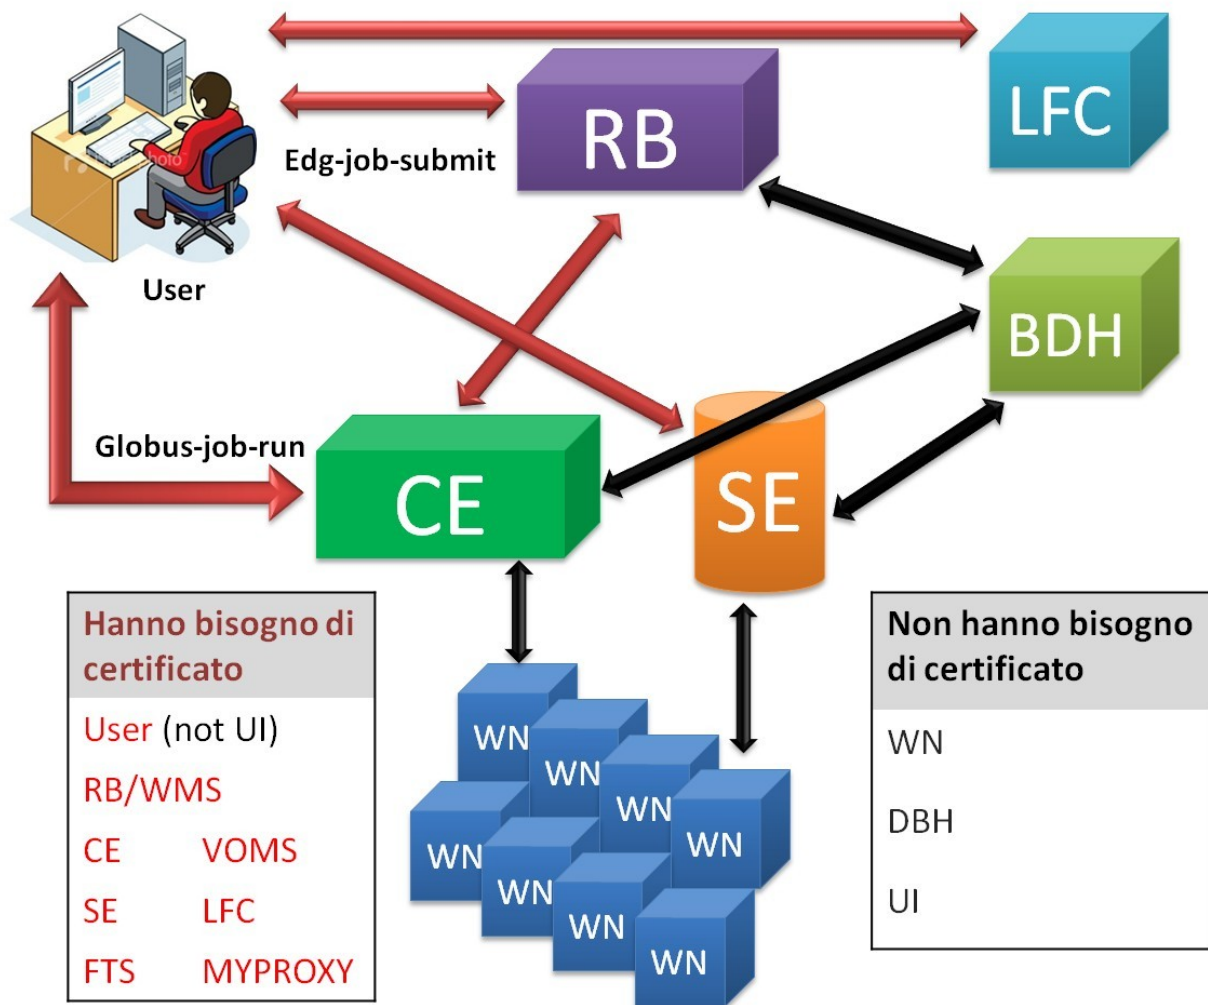 LFC
RB
Edg-job-submit
User
BDH
Globus-job-run
CE
SE
Hanno bisogno di
certificato
User (not UI)
RB/WMS
CE VOMS
SE LFC
FTS MYPROXY
WN
WN
WN
WN
WN
WN
WN
WN
Non hanno bisogno
di certificato
WN
DBH
UI